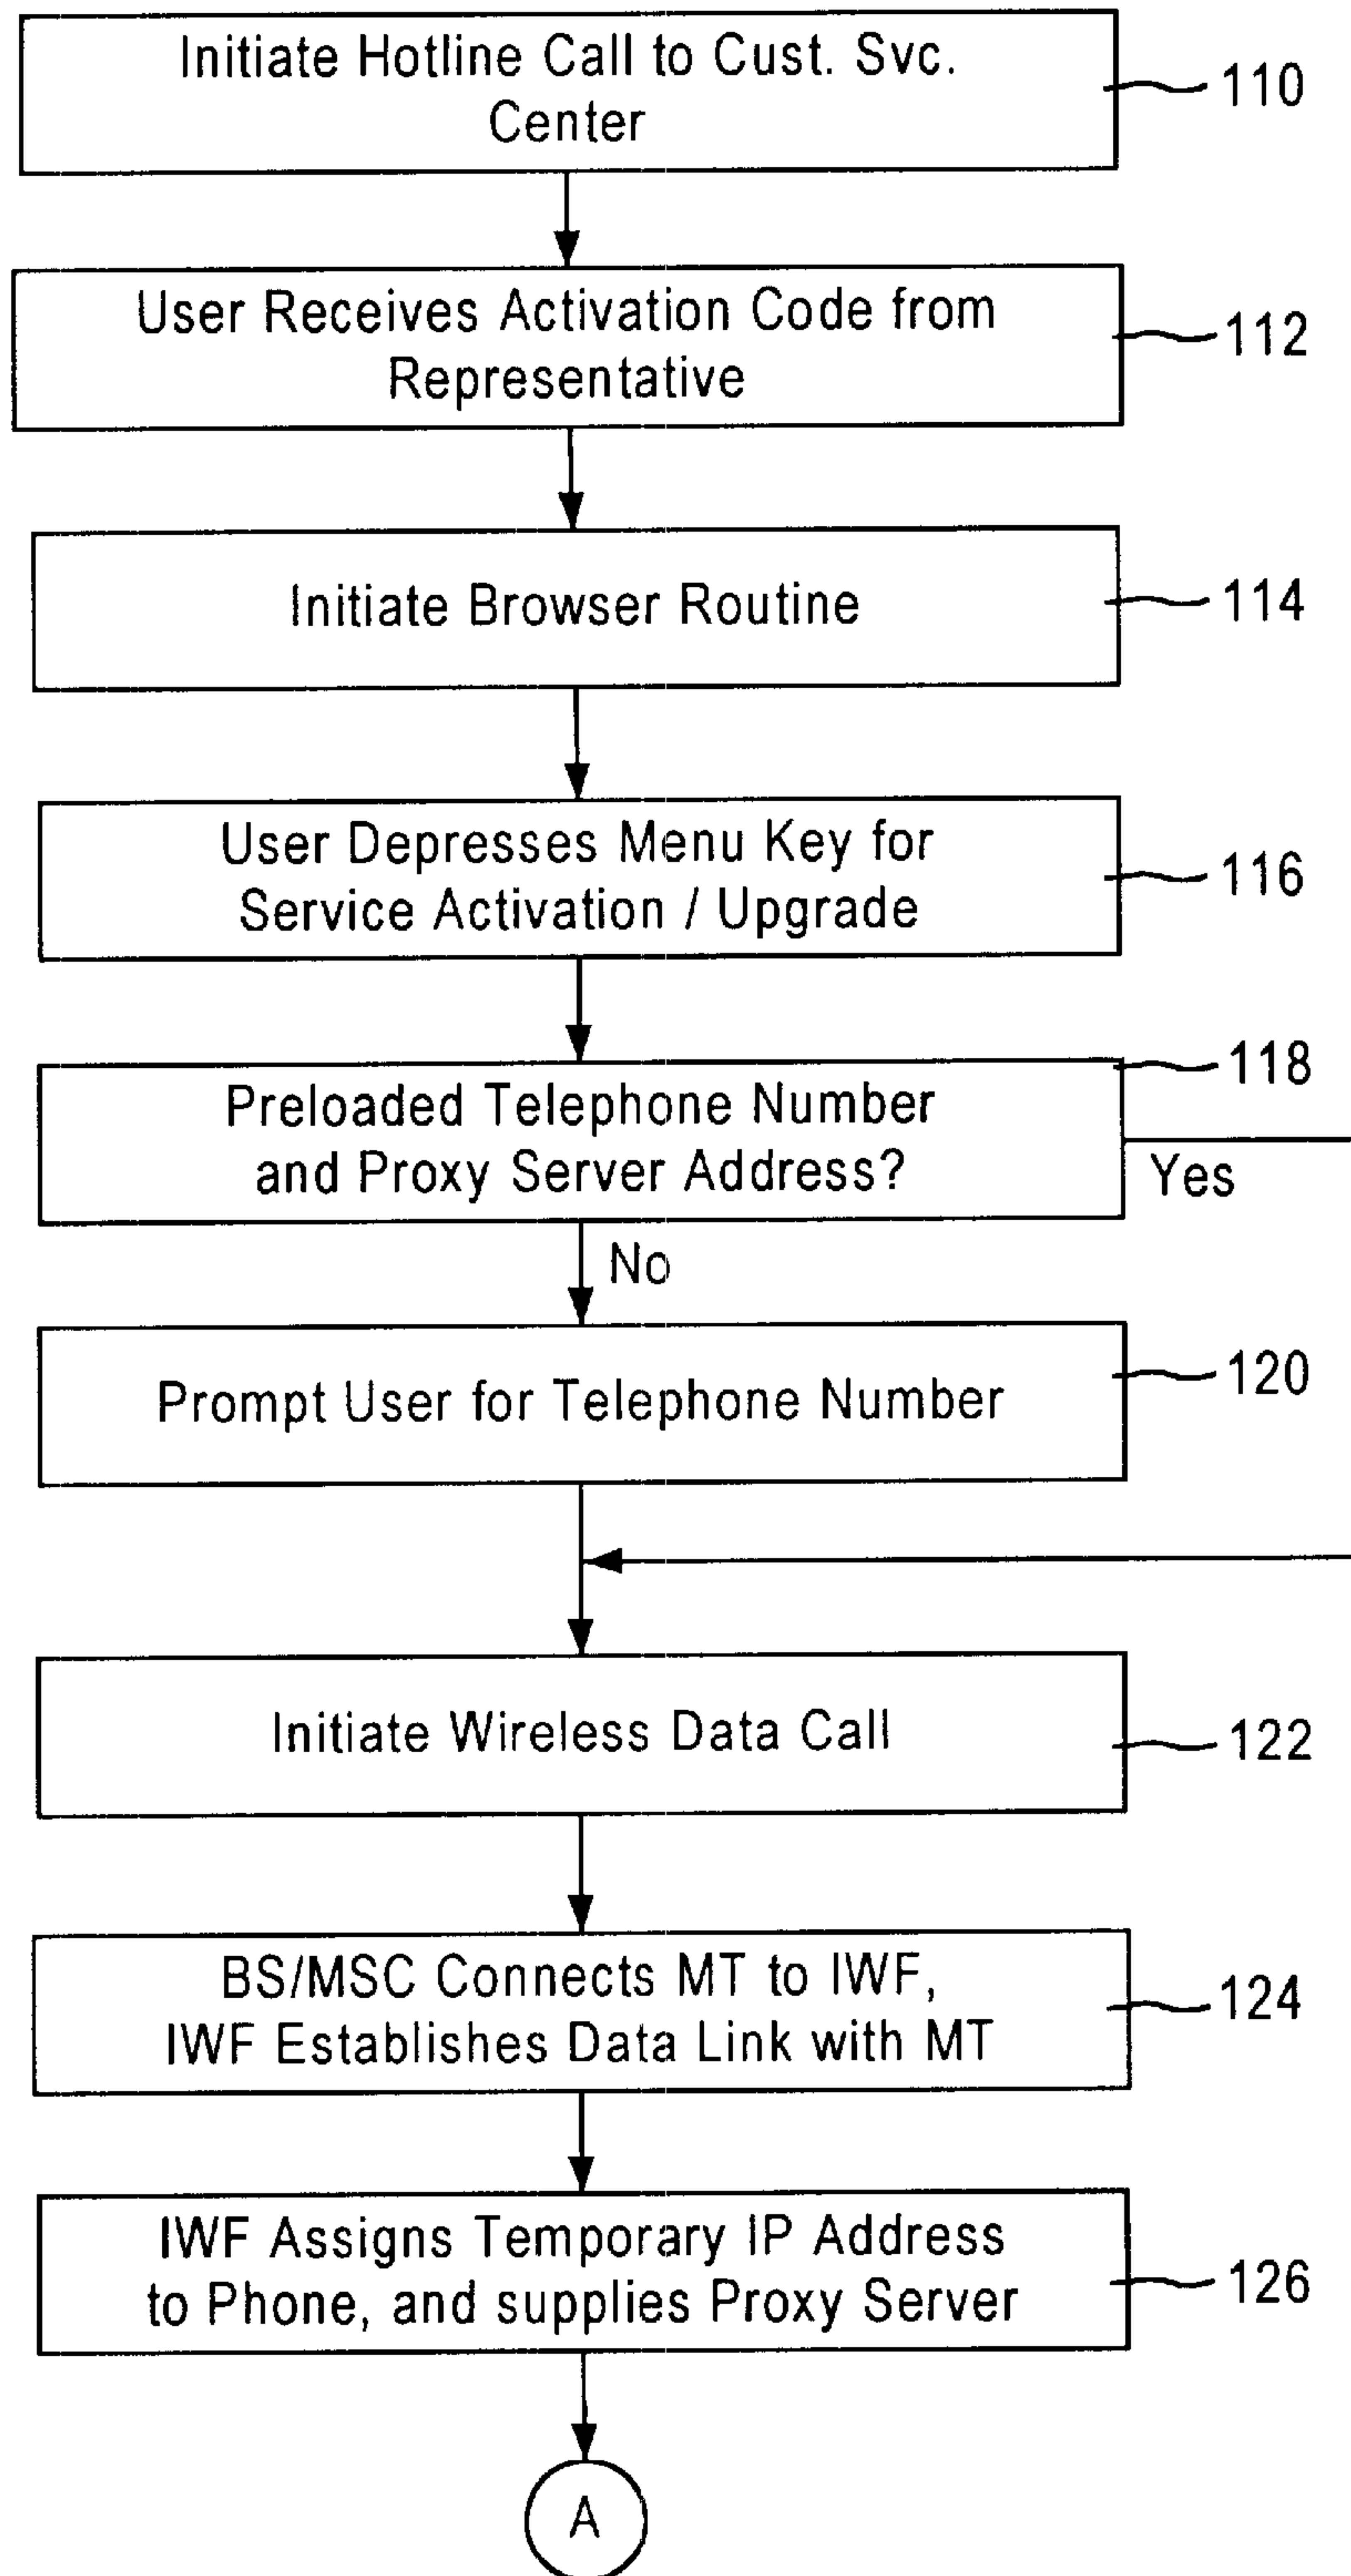 Initiate Hotline Call to Cust. Svc.
Center
110
User Receives Activation Code from
Representative
112
Initiate Browser Routine
114
User Depresses Menu Key for
Service Activation / Upgrade
116
Preloaded Telephone Number
and Proxy Server Address?
118
Yes
No
Prompt User for Telephone Number
120
Initiate Wireless Data Call
122
BS/MSC Connects MT to IWF,
IWF Establishes Data Link with MT
124
IWF Assigns Temporary IP Address
to Phone, and supplies Proxy Server
126
A